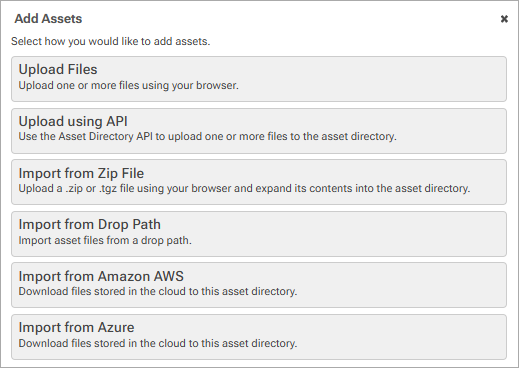 Add Assets
Select how you would like to add assets.
Upload Files
Upload one or more files using your browser.
Upload using API
Use the Asset Directory API to upload one or more files to the asset directory.
Import from Zip File
Upload a .zip or .tgz file using your browser and expand its contents into the asset directory.
Import from Drop Path
Import asset files from a drop path.
Import from Amazon AWS
Download files stored in the cloud to this asset directory.
Import from Azure
Download files stored in the cloud to this asset directory.